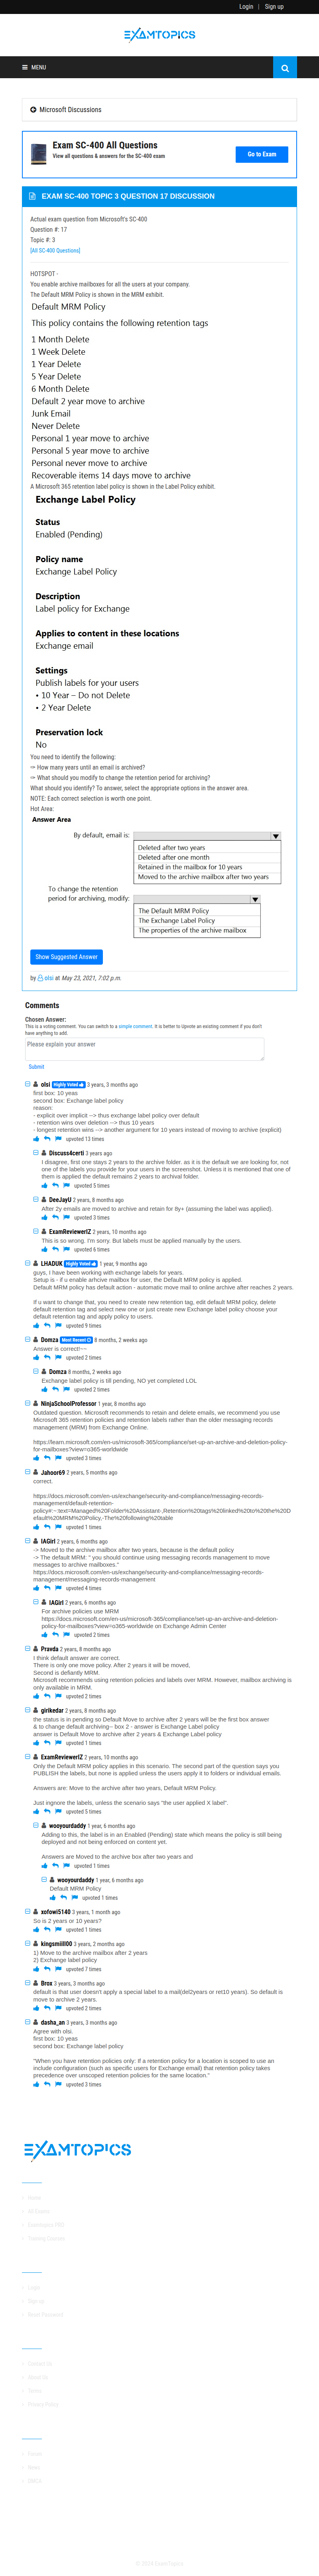 Login | Sign up
EXAMTOPICS
MENU
Microsoft Discussions
Exam SC-400 All Questions
View all questions & answers for the SC-400 exam
Go to Exam
EXAM SC-400 TOPIC 3 QUESTION 17 DISCUSSION
Actual exam question from Microsoft's SC-400
Question #: 17
Topic #: 3
[All SC-400 Questions]
HOTSPOT -
You enable archive mailboxes for all the users at your company.
The Default MRM Policy is shown in the MRM exhibit.
Default MRM Policy
This policy contains the following retention tags
1 Month Delete
1 Week Delete
1 Year Delete
5 Year Delete
6 Month Delete
Default 2 year move to archive
Junk Email
Never Delete
Personal 1 year move to archive
Personal 5 year move to archive
Personal never move to archive
Recoverable items 14 days move to archive
A Microsoft 365 retention label policy is shown in the Label Policy exhibit.
Exchange Label Policy
Status
Enabled (Pending)
Policy name
Exchange Label Policy
Description
Label policy for Exchange
Applies to content in these locations
Exchange email
Settings
Publish labels for your users
• 10 Year – Do not Delete
• 2 Year Delete
Preservation lock
No
You need to identify the following:
✑ How many years until an email is archived?
✑ What should you modify to change the retention period for archiving?
What should you identify? To answer, select the appropriate options in the answer area.
NOTE: Each correct selection is worth one point.
Hot Area:
Answer Area
By default, email is:
Deleted after two years
Deleted after one month
Retained in the mailbox for 10 years
Moved to the archive mailbox after two years
To change the retention
period for archiving, modify:
The Default MRM Policy
The Exchange Label Policy
The properties of the archive mailbox
Show Suggested Answer
by olsi at May 23, 2021, 7:02 p.m.
Comments
Chosen Answer:
This is a voting comment. You can switch to a simple comment. It is better to Upvote an existing comment if you don't
have anything to add.
Please explain your answer
Submit
olsi Highly Voted 3 years, 3 months ago
first box: 10 yeas
second box: Exchange label policy
reason:
- explicit over implicit --> thus exchange label policy over default
- retention wins over deletion --> thus 10 years
- longest retention wins --> another argument for 10 years instead of moving to archive (explicit)
upvoted 13 times
Discuss4certi 3 years ago
I disagree, first one stays 2 years to the archive folder. as it is the default we are looking for, not
one of the labels you provide for your users in the screenshot. Unless it is mentioned that one of
them is applied the default remains 2 years to archival folder.
upvoted 5 times
DeeJayU 2 years, 8 months ago
After 2y emails are moved to archive and retain for 8y+ (assuming the label was applied).
upvoted 3 times
ExamReviewerIZ 2 years, 10 months ago
This is so wrong. I'm sorry. But labels must be applied manually by the users.
upvoted 6 times
LHADUK Highly Voted 1 year, 9 months ago
guys, I have been working with exchange labels for years.
Setup is - if u enable archive mailbox for user, the Default MRM policy is applied.
Default MRM policy has default action - automatic move mail to online archive after reaches 2 years.
If u want to change that, you need to create new retention tag, edit default MRM policy, delete
default retention tag and select new one or just create new Exchange label policy choose your
default retention tag and apply policy to users.
upvoted 9 times
Domza Most Recent 8 months, 2 weeks ago
Answer is correct!~~
upvoted 2 times
Domza 8 months, 2 weeks ago
Exchange label policy is till pending, NO yet completed LOL
upvoted 2 times
NinjaSchoolProfessor 1 year, 8 months ago
Outdated question. Microsoft recommends to retain and delete emails, we recommend you use
Microsoft 365 retention policies and retention labels rather than the older messaging records
management (MRM) from Exchange Online.
https://learn.microsoft.com/en-us/microsoft-365/compliance/set-up-an-archive-and-deletion-policy-
for-mailboxes?view=o365-worldwide
upvoted 3 times
Jahoor69 2 years, 5 months ago
correct.
https://docs.microsoft.com/en-us/exchange/security-and-compliance/messaging-records-
management/default-retention-
policy#:~:text=Managed%20Folder%20Assistant-,Retention%20tags%20linked%20to%20the%20D
efault%20MRM%20Policy,-The%20following%20table
upvoted 1 times
IAGirl 2 years, 6 months ago
-> Moved to the archive mailbox after two years, because is the default policy
-> The default MRM: " you should continue using messaging records management to move
messages to archive mailboxes."
https://docs.microsoft.com/en-us/exchange/security-and-compliance/messaging-records-
management/messaging-records-management
upvoted 4 times
IAGirl 2 years, 6 months ago
For archive policies use MRM
https://docs.microsoft.com/en-us/microsoft-365/compliance/set-up-an-archive-and-deletion-
policy-for-mailboxes?view=o365-worldwide on Exchange Admin Center
upvoted 2 times
Pravda 2 years, 8 months ago
I think default answer are correct.
There is only one move policy. After 2 years it will be moved,
Second is defiantly MRM.
Microsoft recommends using retention policies and labels over MRM. However, mailbox archiving is
only available in MRM.
upvoted 2 times
girikedar 2 years, 8 months ago
the status is in pending so Default Move to archive after 2 years will be the first box answer
& to change default archiving-- box 2 - answer is Exchange Label policy
answer is Default Move to archive after 2 years & Exchange Label policy
upvoted 1 times
ExamReviewerIZ 2 years, 10 months ago
Only the Default MRM policy applies in this scenario. The second part of the question says you
PUBLISH the labels, but none is applied unless the users apply it to folders or individual emails.
Answers are: Move to the archive after two years, Default MRM Policy.
Just ingnore the labels, unless the scenario says "the user applied X label".
upvoted 5 times
wooyourdaddy 1 year, 6 months ago
Adding to this, the label is in an Enabled (Pending) state which means the policy is still being
deployed and not being enforced on content yet.
Answers are Moved to the archive box after two years and
upvoted 1 times
wooyourdaddy 1 year, 6 months ago
Default MRM Policy
upvoted 1 times
xofowi5140 3 years, 1 month ago
So is 2 years or 10 years?
upvoted 1 times
kingsmiill00 3 years, 2 months ago
1) Move to the archive mailbox after 2 years
2) Exchange label policy
upvoted 7 times
Brox 3 years, 3 months ago
default is that user doesn't apply a special label to a mail(del2years or ret10 years). So default is
move to archive 2 years.
upvoted 2 times
dasha_an 3 years, 3 months ago
Agree with olsi.
first box: 10 yeas
second box: Exchange label policy
"When you have retention policies only: If a retention policy for a location is scoped to use an
include configuration (such as specific users for Exchange email) that retention policy takes
precedence over unscoped retention policies for the same location."
upvoted 3 times
EXAMTOPICS